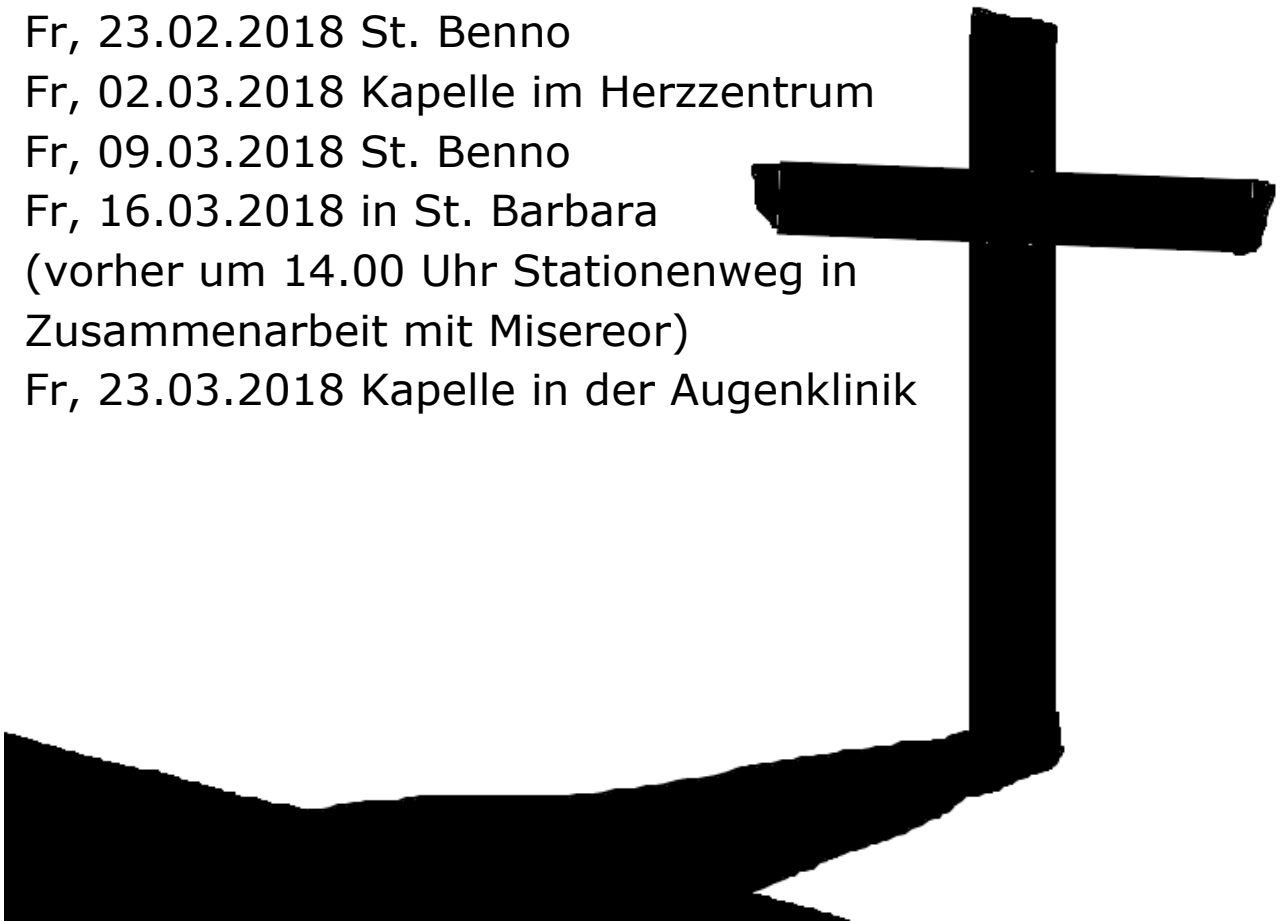 Fr, 23.02.2018 St. Benno
Fr, 02.03.2018 Kapelle im Herzzentrum
Fr, 09.03.2018 St. Benno
Fr, 16.03.2018 in St. Barbara
(vorher um 14.00 Uhr Stationenweg in
Zusammenarbeit mit Misereor)
Fr, 23.03.2018 Kapelle in der Augenklinik